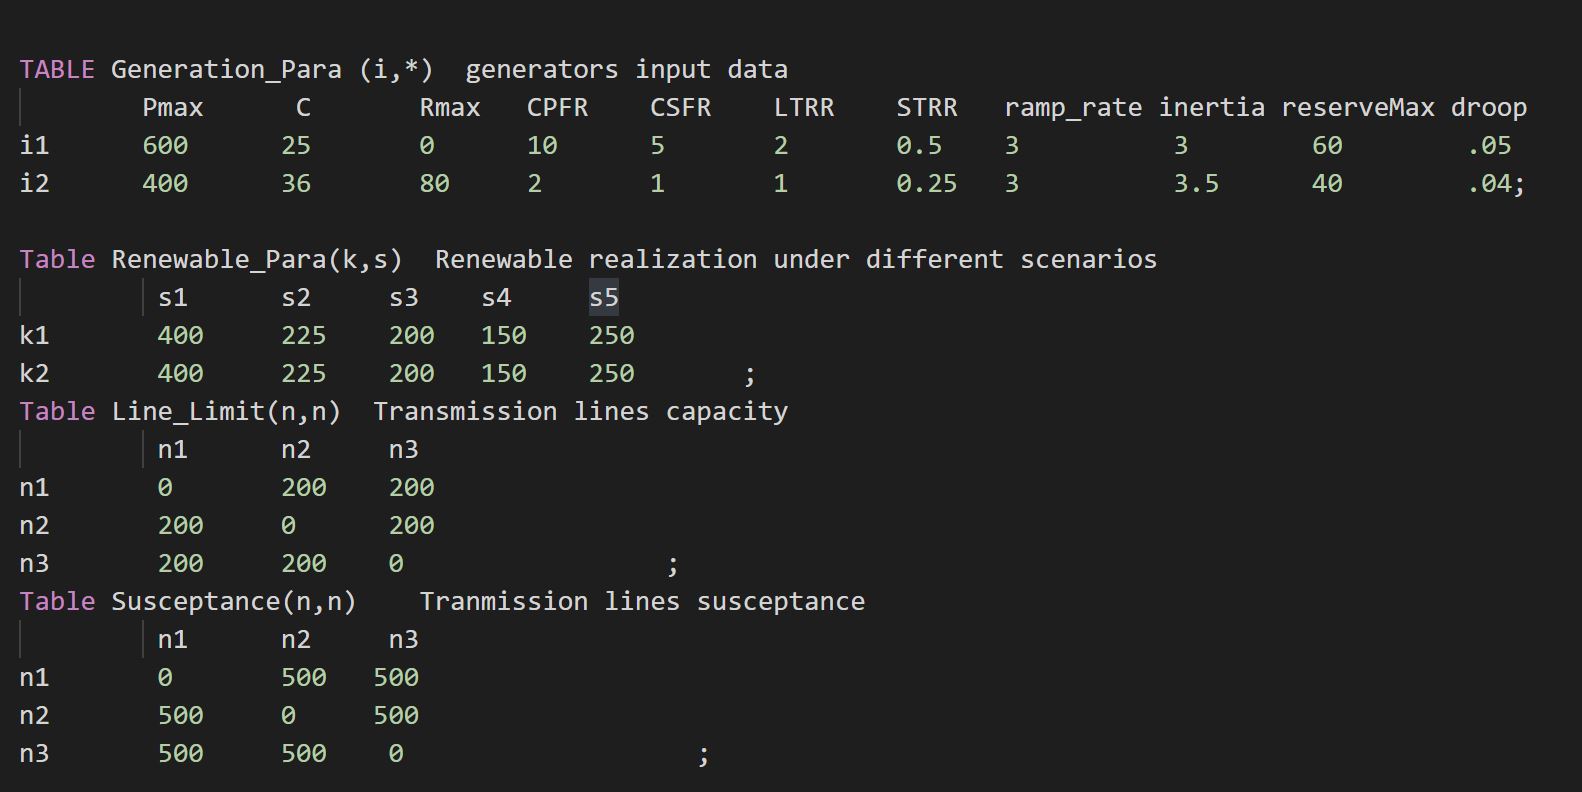 TABLE Generation_Para (i,*)  generators input data
        Pmax     C       Rmax   CPFR    CSFR    LTRR    STRR   ramp_rate inertia reserveMax droop
i1      600      25       0      10      5       2       0.5    3          3        60         .05
i2      400      36       80     2       1       1       0.25   3          3.5      40         .04;
Table Renewable_Para(k,s)  Renewable realization under different scenarios
         s1      s2     s3    s4     s5
k1       400     225    200   150    250
k2       400     225    200   150    250       ;
Table Line_Limit(n,n)  Transmission lines capacity
         n1      n2     n3
n1       0       200    200
n2       200     0      200
n3       200     200    0                 ;
Table Susceptance(n,n)    Tranmission lines susceptance
         n1      n2     n3
n1       0       500   500
n2       500     0     500
n3       500     500    0                   ;